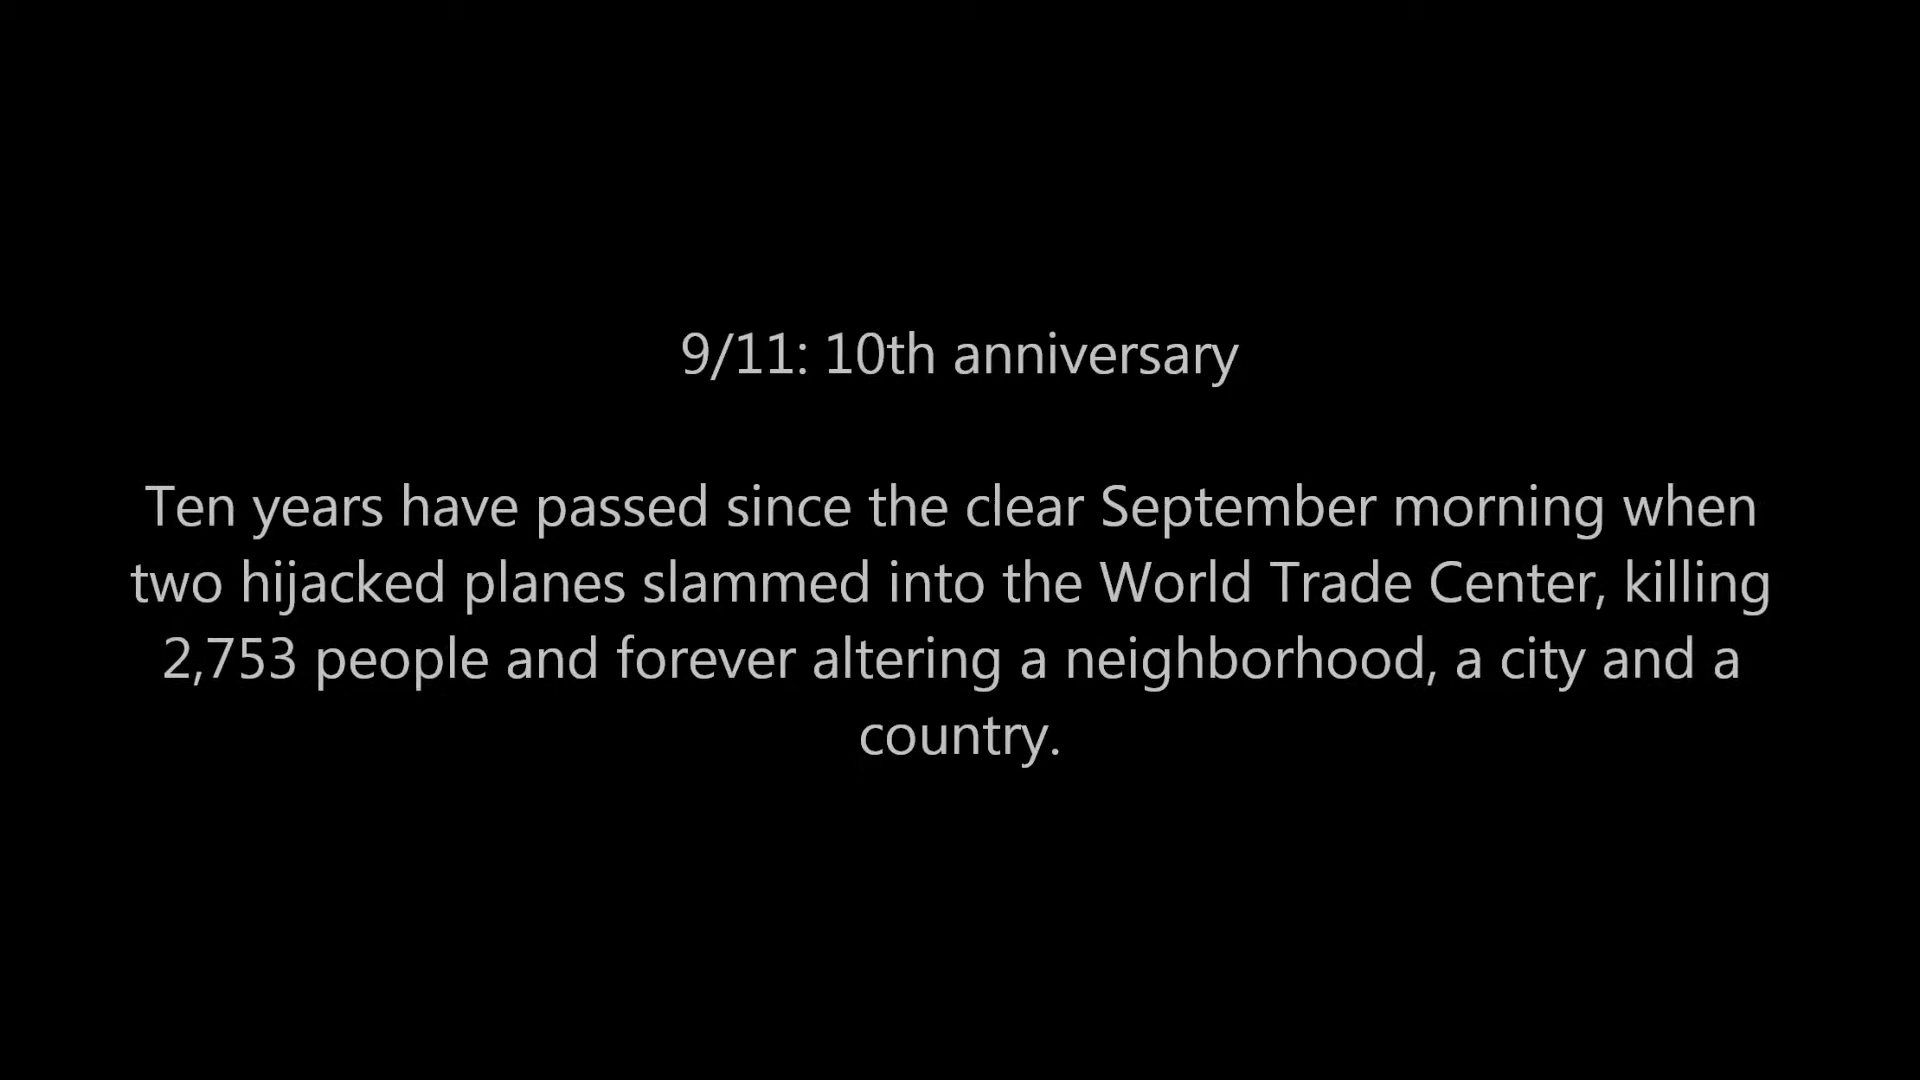 9/11: 10th anniversary
Ten years have passed since the clear September morning when
two hijacked planes slammed into the World Trade Center, killing
2,753 people and forever altering a neighborhood, a city and a
country.